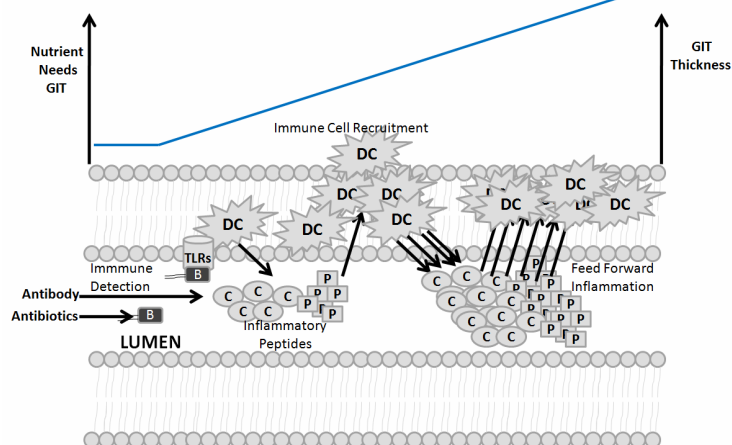 Nutrient
Needs
GIT
GIT
Thickness
Immune Cell Recruitment
DC
DC
DC
DC
DC
DC
DC
DC
DC
TLRs
B
Immmune
Detection
Antibody
Antibiotics
B
LUMEN
C
C
C
C
C
P
P
P
P
P
P
Inflammatory
Peptides
C
C
C
C
C
C
C
C
C
C
C
C
P
P
P
P
P
P
P
P
P
P
P
Feed Forward
Inflammation